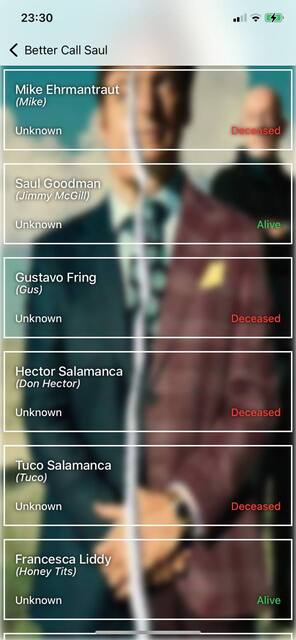 23:30
Better Call Saul
Mike Ehrmantraut
(Mike)
Unknown Deceased
Saul Goodman
(Jimmy McGill)
Unknown Alive
Gustavo Fring
(Gus)
Unknown Deceased
Hector Salamanca
(Don Hector)
Unknown Deceased
Tuco Salamanca
(Tuco)
Unknown Deceased
Francesca Liddy
(Honey Tits)
Unknown Alive